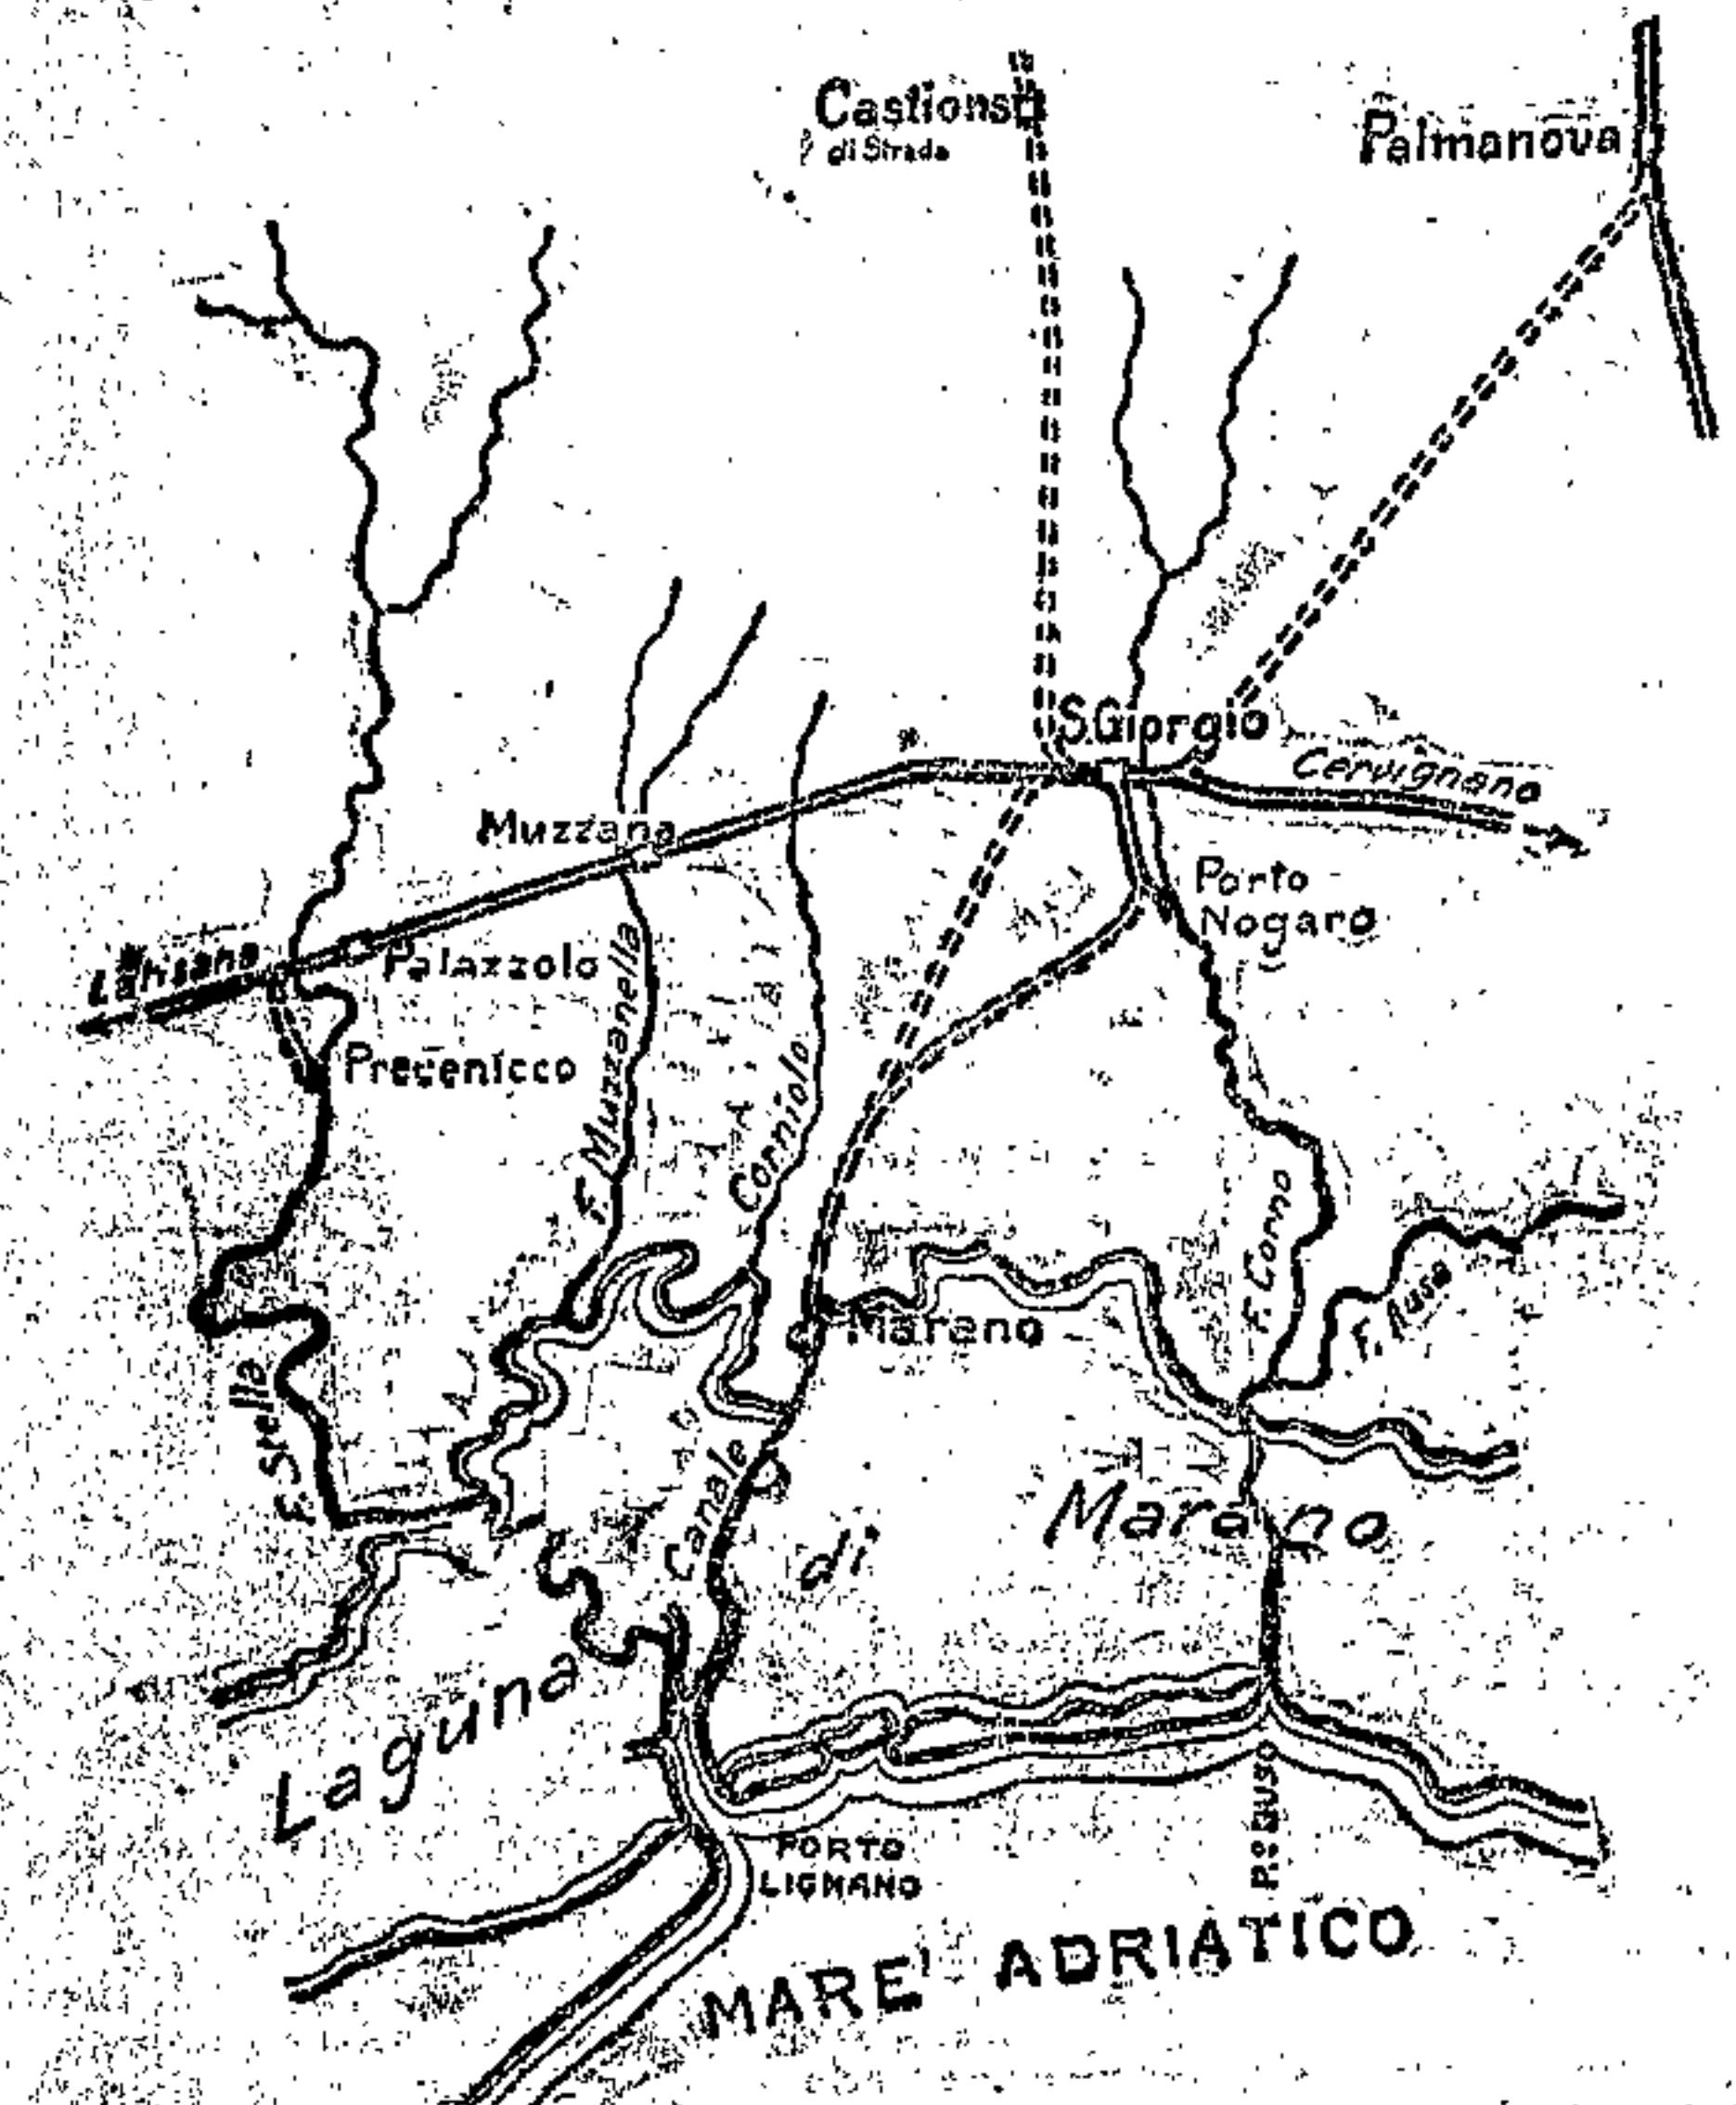 Castions
di Strada
Palmanova
S.Giorgio
Cervignano
Muzzana
Porto
Nogaro
Palazzolo
Precenicco
F. Muzzanella
Corniolo
F. Corno
F. Ausa
Marano
F. Stella
Canale
Laguna
di
Marano
PORTO
LIGNANO
P.to BUSO
MARE ADRIATICO